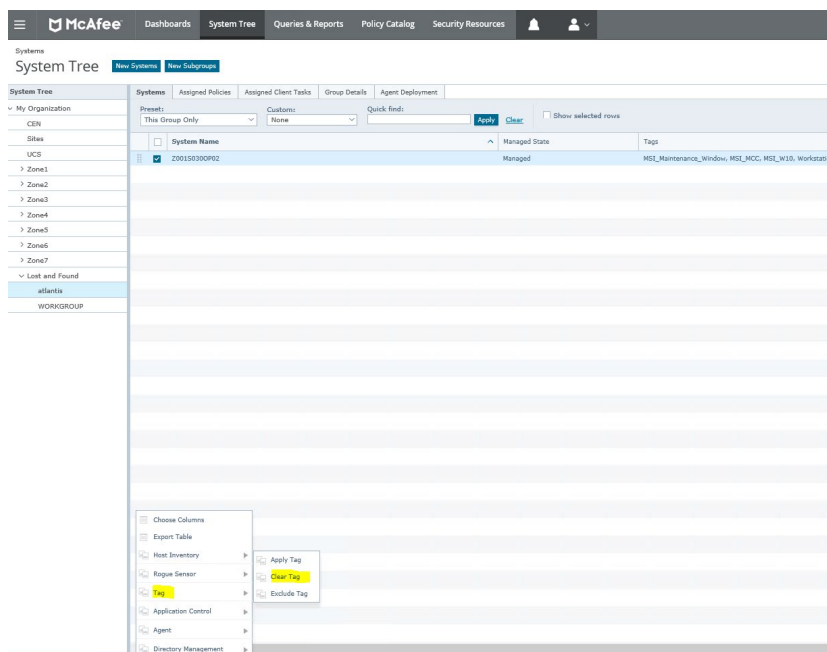 McAfee Dashboards System Tree Queries & Reports Policy Catalog Security Resources
Systems
System Tree New Systems New Subgroups
System Tree
My Organization
CEN
Sites
UCS
Zone1
Zone2
Zone3
Zone4
Zone5
Zone6
Zone7
Lost and Found
atlantis
WORKGROUP
Systems Assigned Policies Assigned Client Tasks Group Details Agent Deployment
Preset: Custom: Quick find:
This Group Only None Apply Clear Show selected rows
System Name Managed State Tags
Z001S030OP02 Managed MSI_Maintenance_Window, MSI_MCC, MSI_W10, Workstati
Choose Columns
Export Table
Host Inventory
Rogue Sensor
Tag
Application Control
Agent
Directory Management
Apply Tag
Clear Tag
Exclude Tag